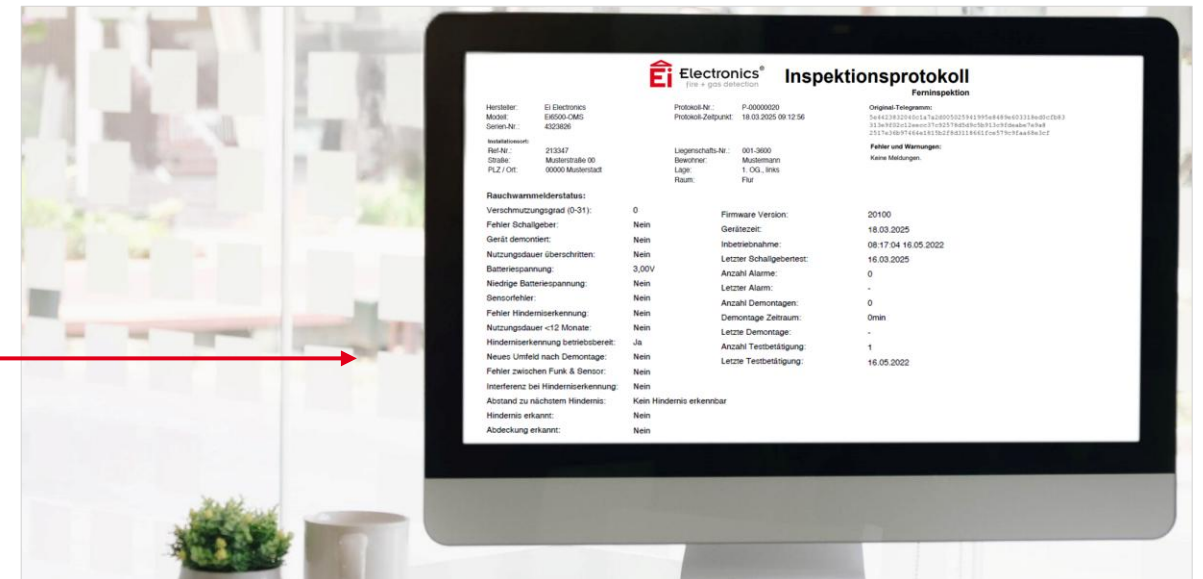 Ei Electronics®
fire + gas detection
Inspektionsprotokoll
Ferninspektion
Hersteller: Ei Electronics
Modell: Ei6500-OMS
Serien-Nr.: 4323826
Installationsort:
Ref-Nr.: 213347
Straße: Musterstraße 00
PLZ / Ort: 00000 Musterstadt
Protokoll-Nr.: P-00000020
Protokoll-Zeitpunkt: 18.03.2025 09:12:56
Liegenschafts-Nr.: 001-3600
Bewohner: Mustermann
Lage: 1. OG., links
Raum: Flur
Original-Telegramm:
Fehler und Warnungen:
Keine Meldungen.
Rauchwarnmelderstatus:
Verschmutzungsgrad (0-31): 0
Fehler Schallgeber: Nein
Gerät demontiert: Nein
Nutzungsdauer überschritten: Nein
Batteriespannung: 3,00V
Niedrige Batteriespannung: Nein
Sensorfehler: Nein
Fehler Hinderniserkennung: Nein
Nutzungsdauer <12 Monate: Nein
Hinderniserkennung betriebsbereit: Ja
Neues Umfeld nach Demontage: Nein
Fehler zwischen Funk & Sensor: Nein
Interferenz bei Hinderniserkennung: Nein
Abstand zu nächstem Hindernis: Kein Hindernis erkennbar
Hindernis erkannt: Nein
Abdeckung erkannt: Nein
Firmware Version: 20100
Gerätezeit: 18.03.2025
Inbetriebnahme: 08:17:04 16.05.2022
Letzter Schallgebertest: 16.03.2025
Anzahl Alarme: 0
Letzter Alarm: -
Anzahl Demontagen: 0
Demontage Zeitraum: 0min
Letzte Demontage: -
Anzahl Testbetätigung: 1
Letzte Testbetätigung: 16.05.2022